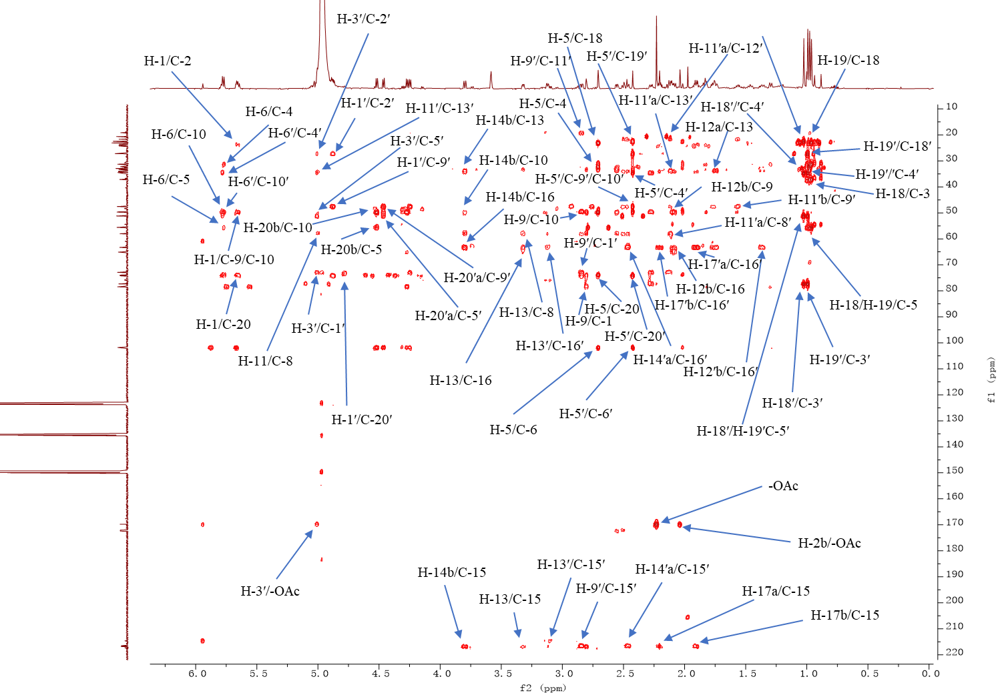 H-3′/C-2′
H-5/C-18
H-1/C-2
H-9′/C-11′
H-5′/C-19′
H-11′a/C-12′
H-19/C-18
H-6/C-4
H-1′/C-2′
H-11′/C-13′
H-5/C-4
H-11′a/C-13′
H-18′/′C-4′
H-14b/C-13
H-12a/C-13
H-6/C-10
H-6′/C-4′
H-3′/C-5′
H-19′/C-18′
H-14b/C-10
H-1′/C-9′
H-6/C-5
H-6′/C-10′
H-5′/C-9′/C-10′
H-5′/C-4′
H-12b/C-9
H-19′/′C-4′
H-18/C-3
H-14b/C-16
H-11′b/C-9′
H-20b/C-10
H-9/C-10
H-11′a/C-8′
H-20b/C-5
H-9′/C-1′
H-1/C-9/C-10
H-17′a/C-16′
H-20′a/C-9′
H-12b/C-16
H-20′a/C-5′
H-13/C-8
H-5/C-20
H-17′b/C-16′
H-18/H-19/C-5
H-1/C-20
H-3′/C-1′
H-9/C-1
H-5′/C-20′
H-13′/C-16′
H-11/C-8
H-14′a/C-16′
H-19′/C-3′
H-13/C-16
H-12′b/C-16′
H-18′/C-3′
H-1′/C-20′
H-5/C-6
H-5′/C-6′
H-18′/H-19′C-5′
-OAc
H-2b/-OAc
H-3′/-OAc
H-14b/C-15
H-13′/C-15′
H-14′a/C-15′
H-13/C-15
H-9′/C-15′
H-17a/C-15
H-17b/C-15
10
20
30
40
50
60
70
80
90
100
110
120
130
140
150
160
170
180
190
200
210
220
f1 (ppm)
6.0 5.5 5.0 4.5 4.0 3.5 3.0 2.5 2.0 1.5 1.0 0.5 0.0
f2 (ppm)